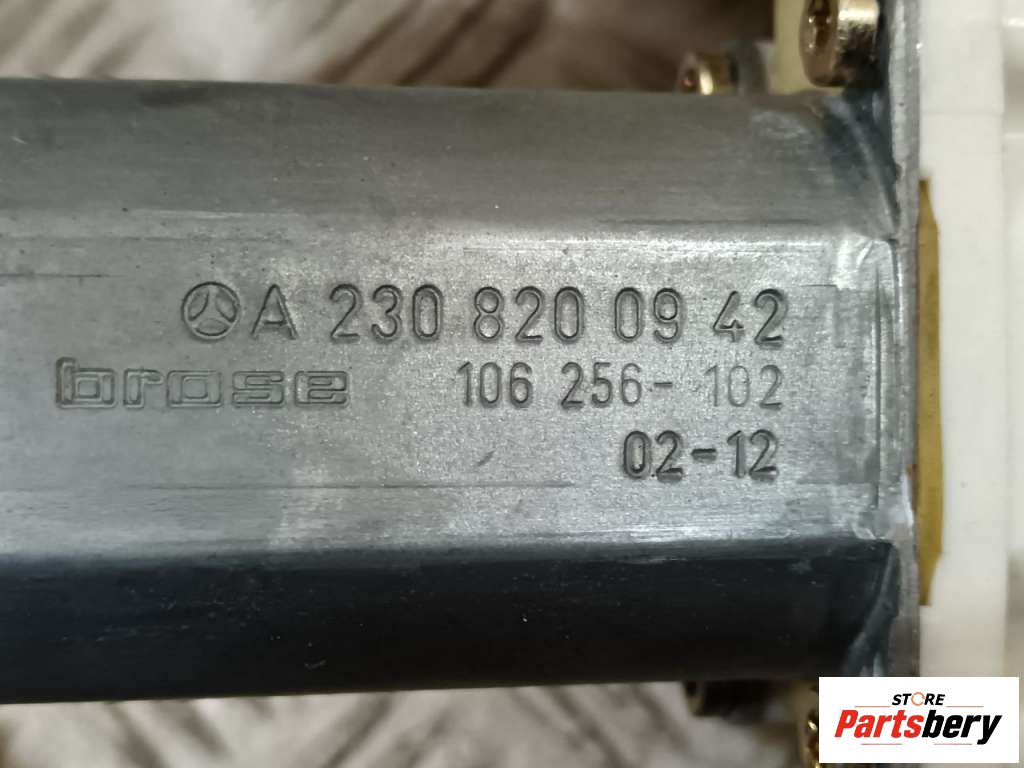 A 230 820 09 42
brose 106 256-102
02-12
STORE
Partsbery